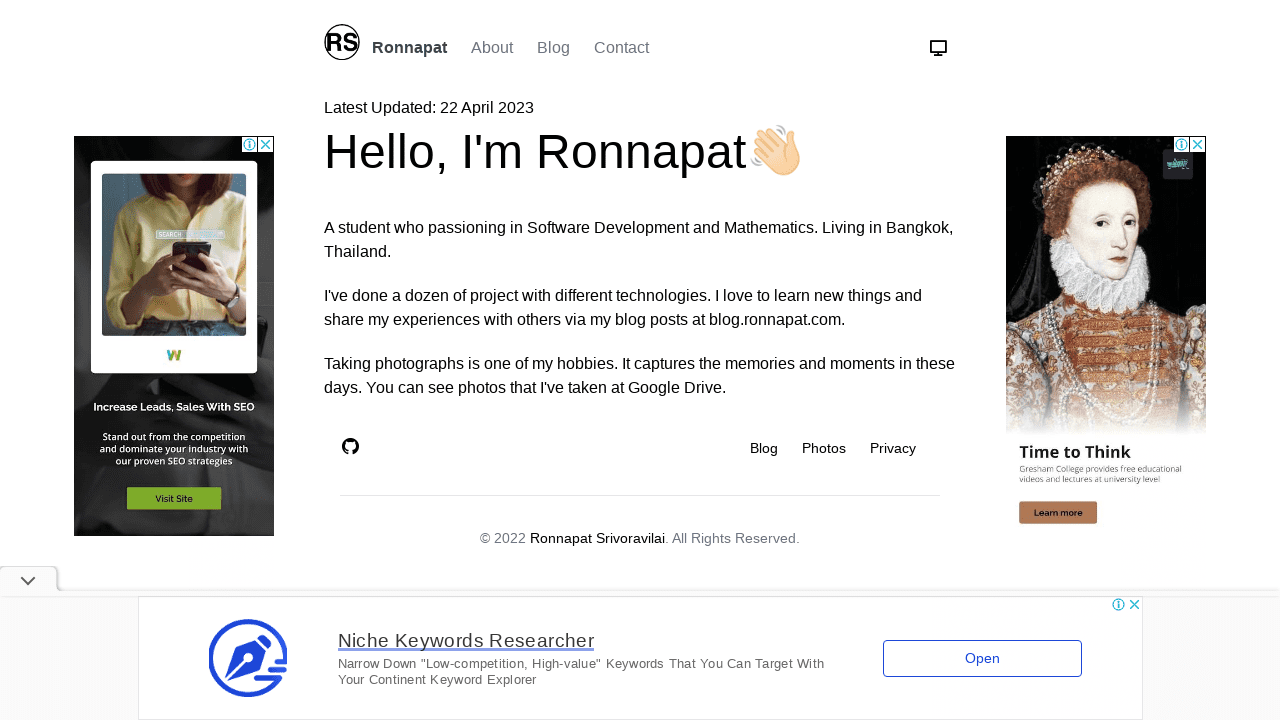 RS
Ronnapat About Blog Contact
Latest Updated: 22 April 2023
Hello, I'm Ronnapat👋🏻
A student who passioning in Software Development and Mathematics. Living in Bangkok,
Thailand.
I've done a dozen of project with different technologies. I love to learn new things and
share my experiences with others via my blog posts at blog.ronnapat.com.
Taking photographs is one of my hobbies. It captures the memories and moments in these
days. You can see photos that I've taken at Google Drive.
Blog Photos Privacy
© 2022 Ronnapat Srivoravilai. All Rights Reserved.
SEARCH
Increase Leads, Sales With SEO
Stand out from the competition
and dominate your industry with
our proven SEO strategies
Visit Site
Time to Think
Gresham College provides free educational
videos and lectures at university level
Learn more
Niche Keywords Researcher
Narrow Down "Low-competition, High-value" Keywords That You Can Target With
Your Continent Keyword Explorer
Open